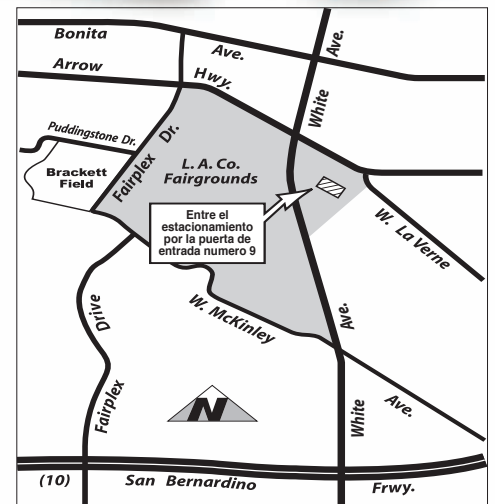 Bonita Ave.
Arrow Hwy.
White Ave.
Puddingstone Dr.
Brackett
Field
Fairplex Dr.
L. A. Co.
Fairgrounds
Entre el
estacionamiento
por la puerta de
entrada numero 9
W. La Verne
W. McKinley Ave.
Fairplex Drive
White Ave.
N
(10) San Bernardino Frwy.